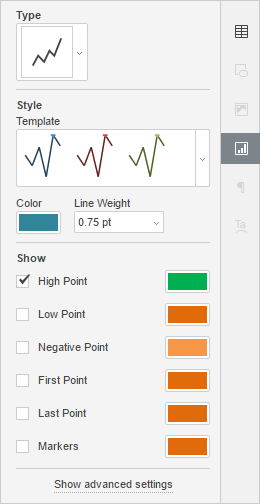 Type
Style
Template
Color Line Weight
0.75 pt
Show
High Point
Low Point
Negative Point
First Point
Last Point
Markers
Show advanced settings
¶
Ta